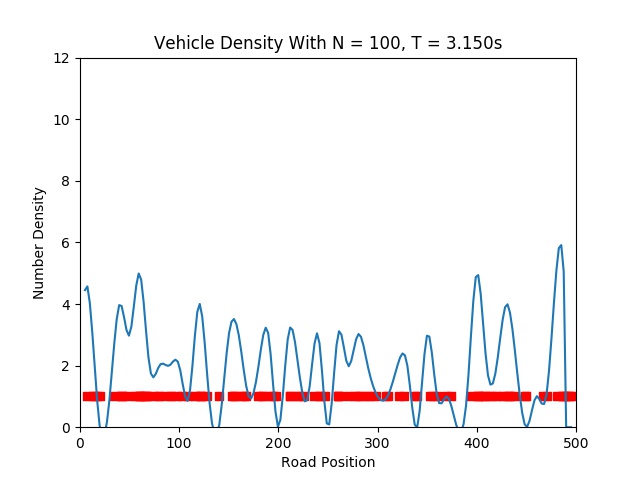 Vehicle Density With N = 100, T = 3.150s
12
10
8
6
4
2
0
Number Density
0 100 200 300 400 500
Road Position